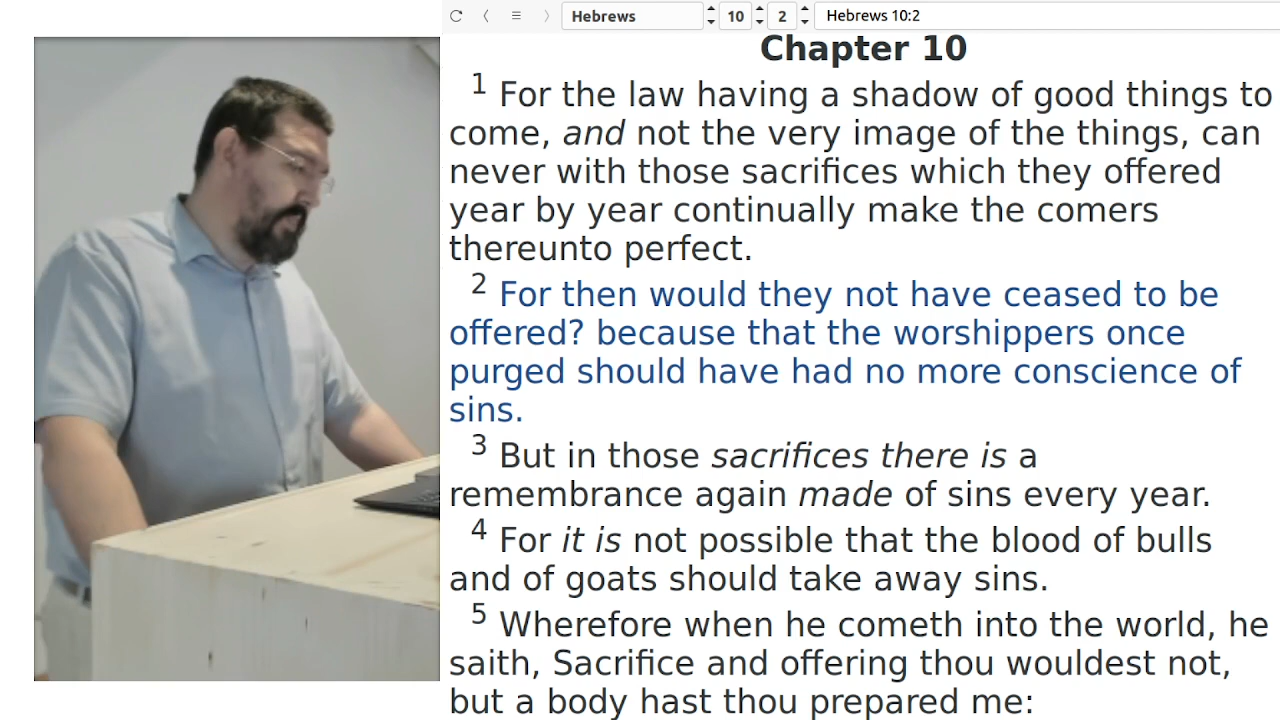 Hebrews 10 2 Hebrews 10:2
Chapter 10
1 For the law having a shadow of good things to
come, and not the very image of the things, can
never with those sacrifices which they offered
year by year continually make the comers
thereunto perfect.
2 For then would they not have ceased to be
offered? because that the worshippers once
purged should have had no more conscience of
sins.
3 But in those sacrifices there is a
remembrance again made of sins every year.
4 For it is not possible that the blood of bulls
and of goats should take away sins.
5 Wherefore when he cometh into the world, he
saith, Sacrifice and offering thou wouldest not,
but a body hast thou prepared me: